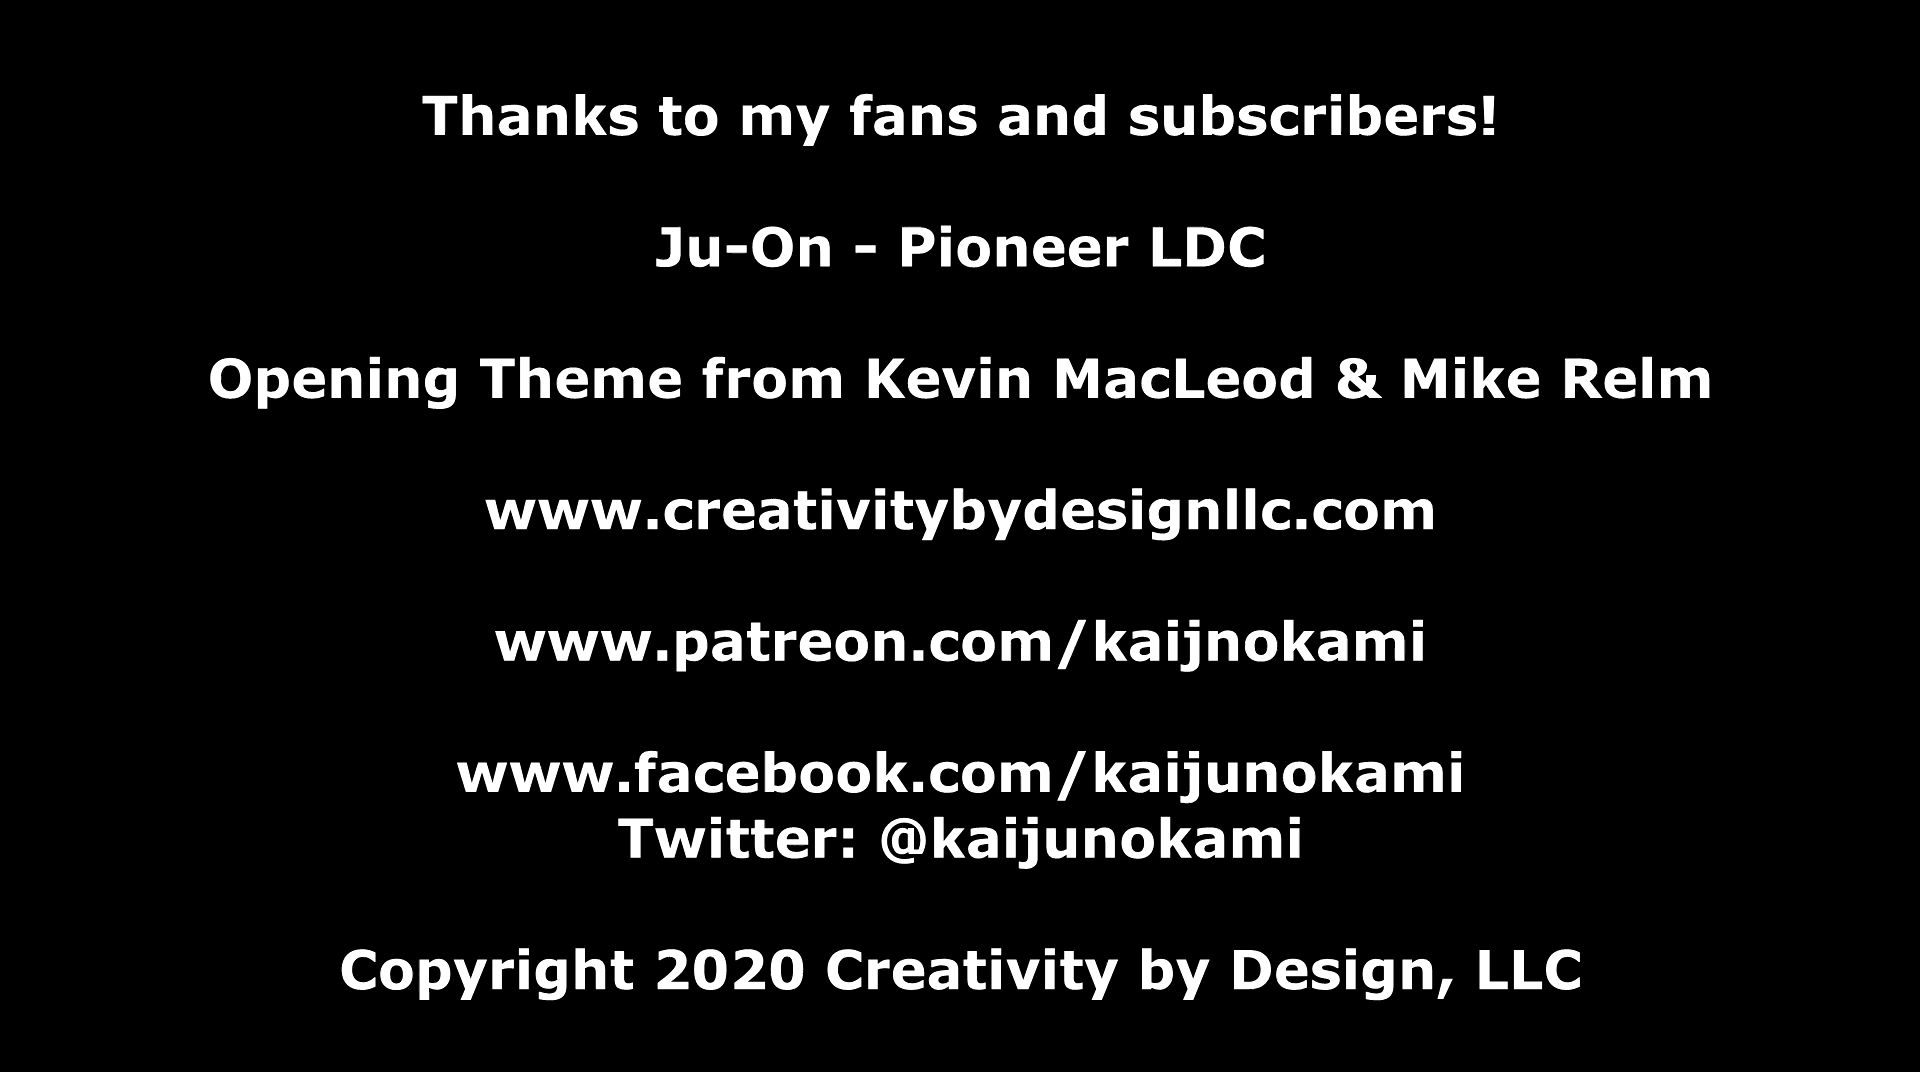 Thanks to my fans and subscribers!
Ju-On - Pioneer LDC
Opening Theme from Kevin MacLeod & Mike Relm
www.creativitybydesignllc.com
www.patreon.com/kaijnokami
www.facebook.com/kaijunokami
Twitter: @kaijunokami
Copyright 2020 Creativity by Design, LLC